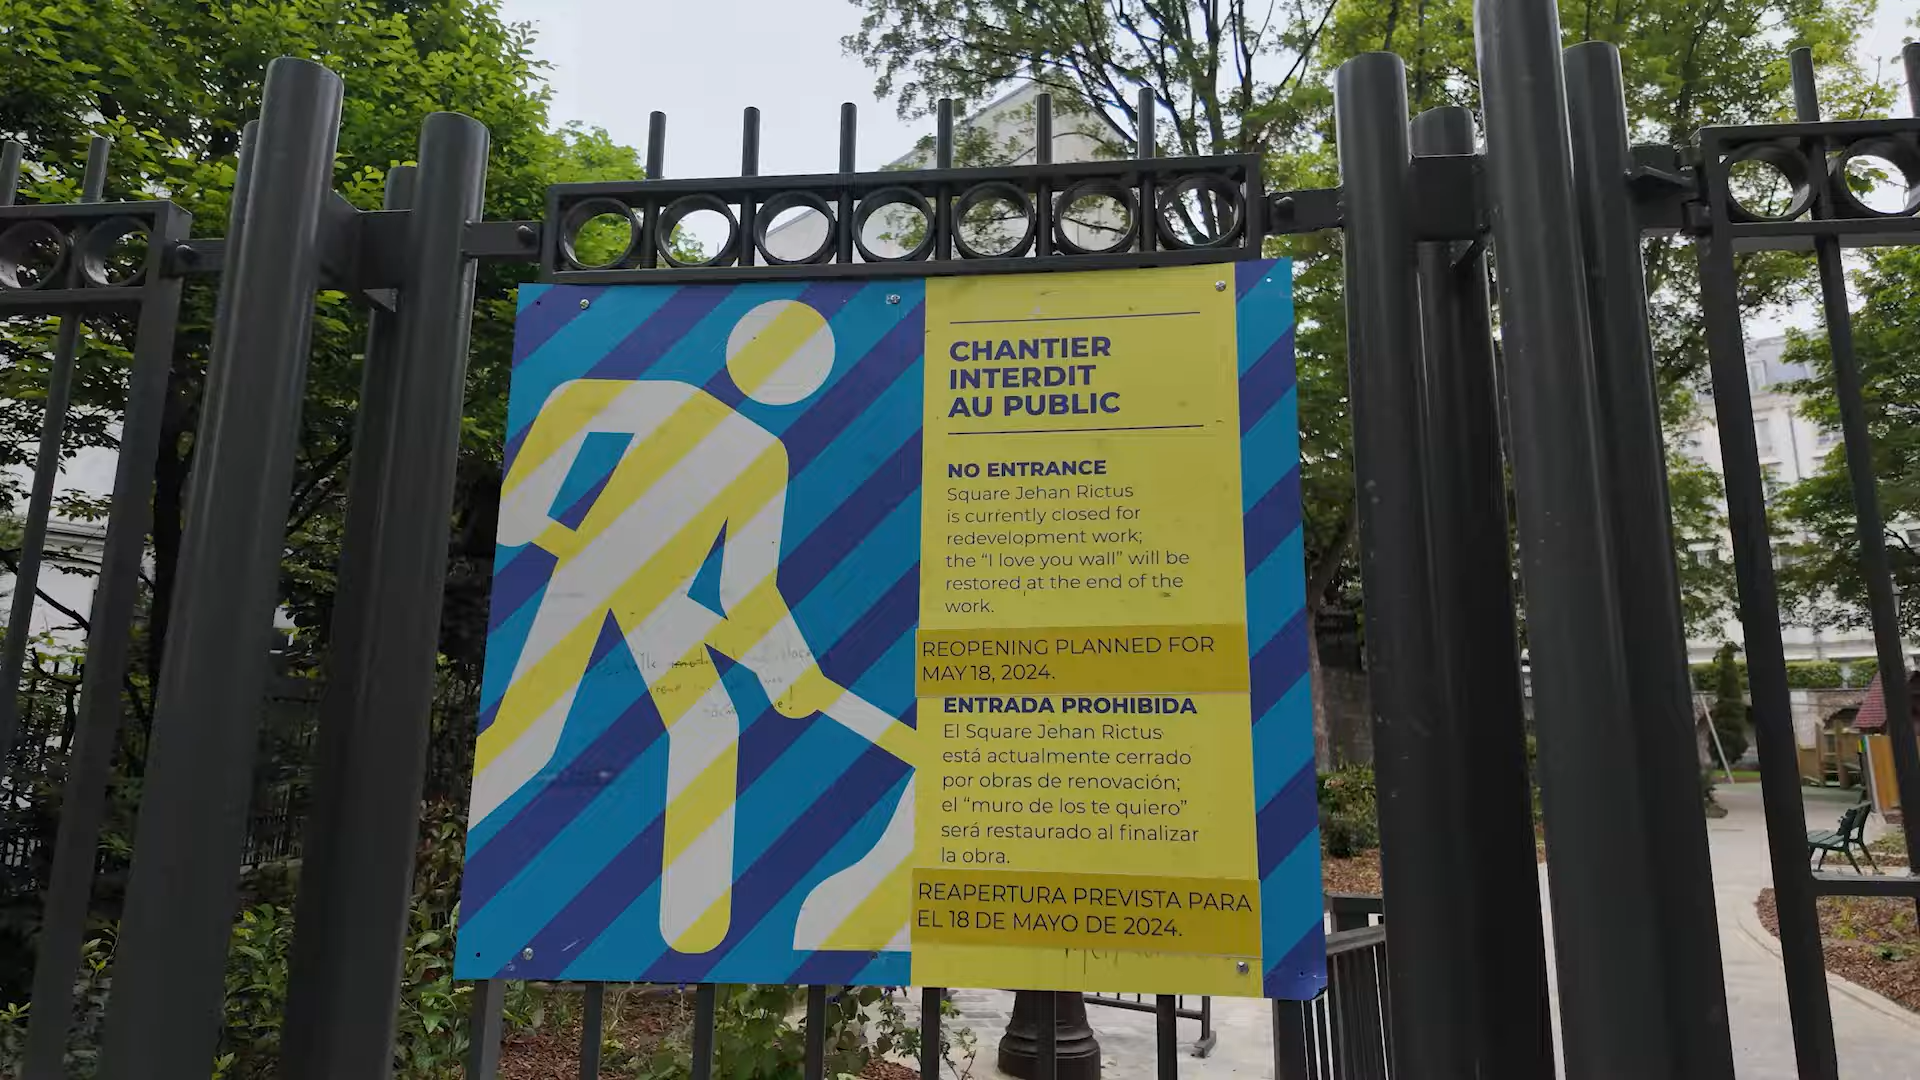 CHANTIER
INTERDIT
AU PUBLIC
NO ENTRANCE
Square Jehan Rictus
is currently closed for
redevelopment work;
the “I love you wall” will be
restored at the end of the
work.
REOPENING PLANNED FOR
MAY 18, 2024.
ENTRADA PROHIBIDA
El Square Jehan Rictus
está actualmente cerrado
por obras de renovación;
el “muro de los te quiero”
será restaurado al finalizar
la obra.
REAPERTURA PREVISTA PARA
EL 18 DE MAYO DE 2024.